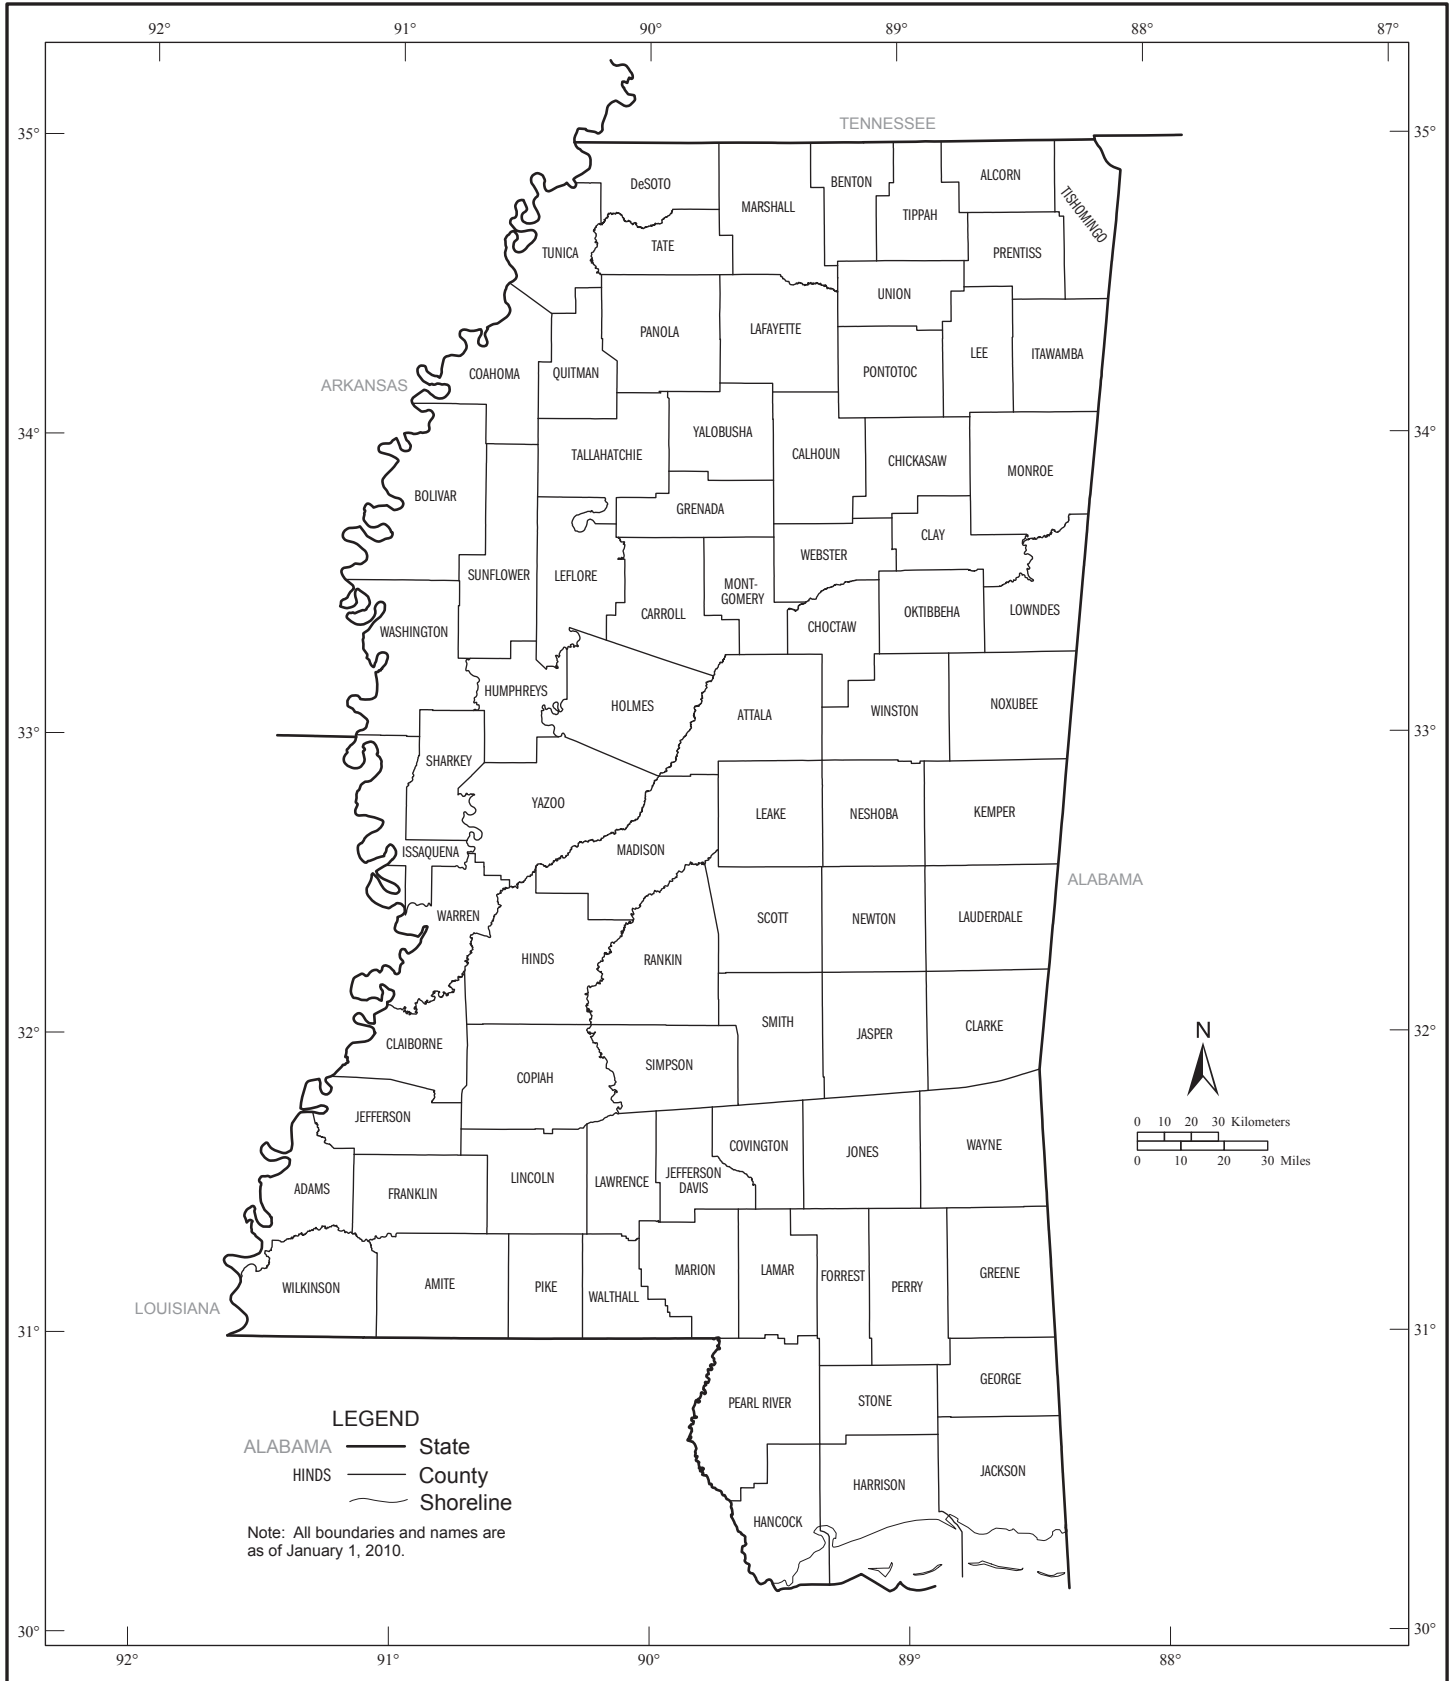 92° 91° 90° 89° 88° 87°
35° TENNESSEE 35°
DeSOTO MARSHALL BENTON TIPPAH ALCORN TISHOMINGO
TUNICA TATE PRENTISS
UNION
PANOLA LAFAYETTE LEE ITAWAMBA
ARKANSAS COAHOMA QUITMAN PONTOTOC
34° 34°
TALLAHATCHIE YALOBUSHA CALHOUN CHICKASAW MONROE
BOLIVAR GRENADA
CLAY
WEBSTER
SUNFLOWER LEFLORE
MONT-
GOMERY
CARROLL CHOCTAW OKTIBBEHA LOWNDES
WASHINGTON
HUMPHREYS HOLMES ATTALA WINSTON NOXUBEE
33° 33°
SHARKEY
YAZOO LEAKE NESHOBA KEMPER
ISSAQUENA MADISON
ALABAMA
WARREN SCOTT NEWTON LAUDERDALE
HINDS RANKIN
32° 32°
CLAIBORNE SMITH JASPER CLARKE
COPIAH SIMPSON
N
JEFFERSON
0 10 20 30 Kilometers
0 10 20 30 Miles
COVINGTON JONES WAYNE
ADAMS FRANKLIN LINCOLN LAWRENCE
JEFFERSON
DAVIS
WILKINSON AMITE PIKE WALTHALL MARION LAMAR FORREST PERRY GREENE
LOUISIANA
31° 31°
GEORGE
PEARL RIVER STONE
LEGEND
ALABAMA State
HINDS County
Shoreline
Note: All boundaries and names are
as of January 1, 2010.
HARRISON JACKSON
HANCOCK
30° 30°
92° 91° 90° 89° 88°